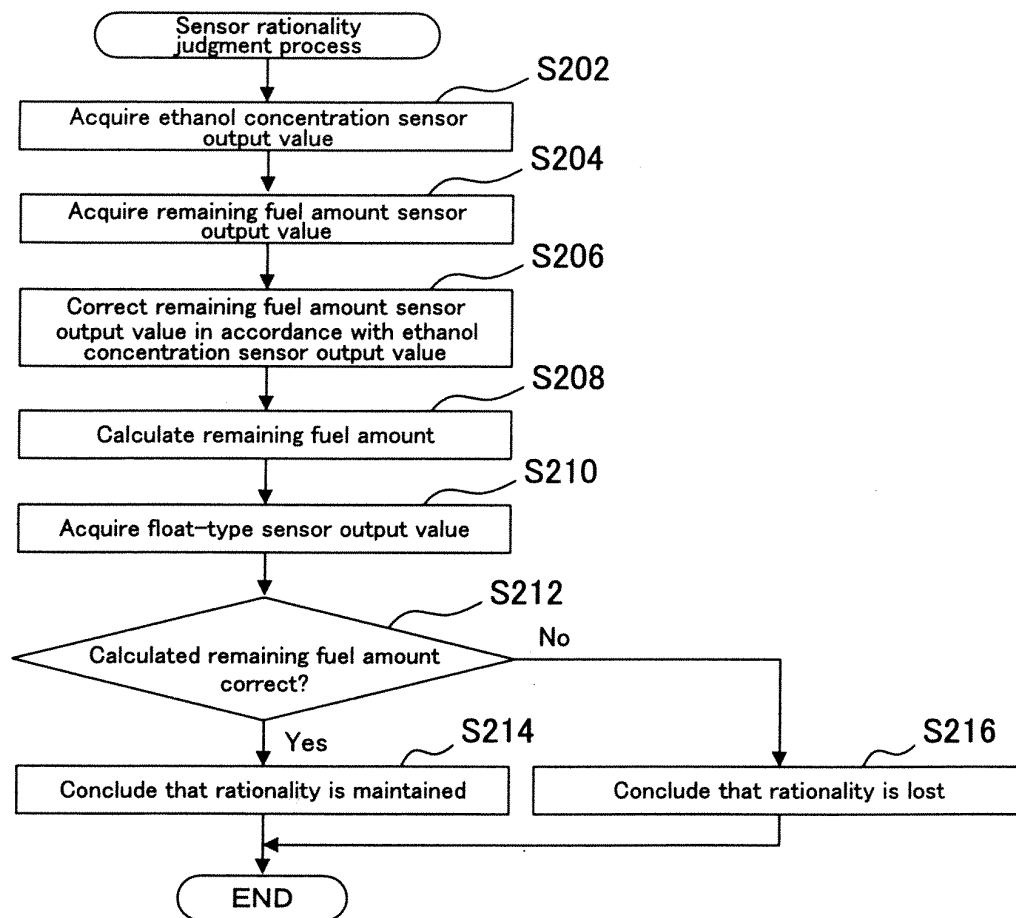 Sensor rationality
judgment process
S202
Acquire ethanol concentration sensor
output value
S204
Acquire remaining fuel amount sensor
output value
S206
Correct remaining fuel amount sensor
output value in accordance with ethanol
concentration sensor output value
S208
Calculate remaining fuel amount
S210
Acquire float-type sensor output value
S212
Calculated remaining fuel amount
correct?
No
Yes
S214
Conclude that rationality is maintained
S216
Conclude that rationality is lost
END